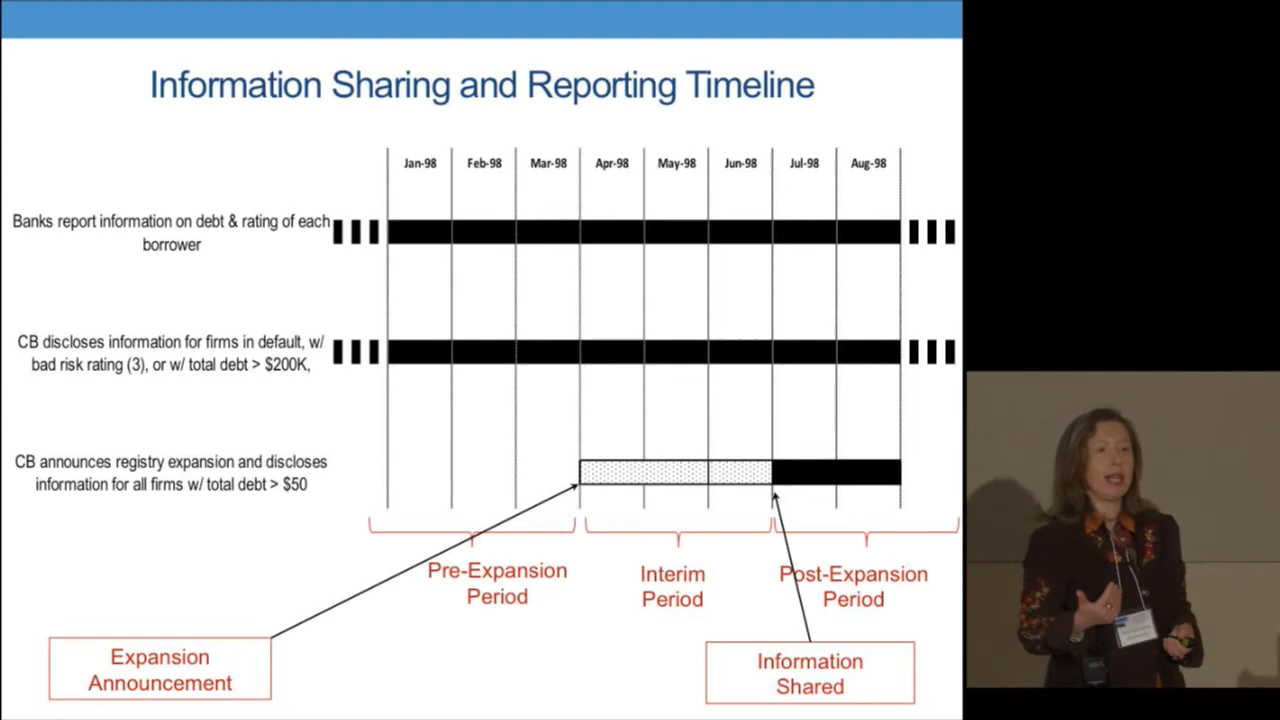 Information Sharing and Reporting Timeline
Jan-98 Feb-98 Mar-98 Apr-98 May-98 Jun-98 Jul-98 Aug-98
Banks report information on debt & rating of each
borrower
CB discloses information for firms in default, w/
bad risk rating (3), or w/ total debt > $200K,
CB announces registry expansion and discloses
information for all firms w/ total debt > $50
Pre-Expansion
Period
Interim
Period
Post-Expansion
Period
Expansion
Announcement
Information
Shared